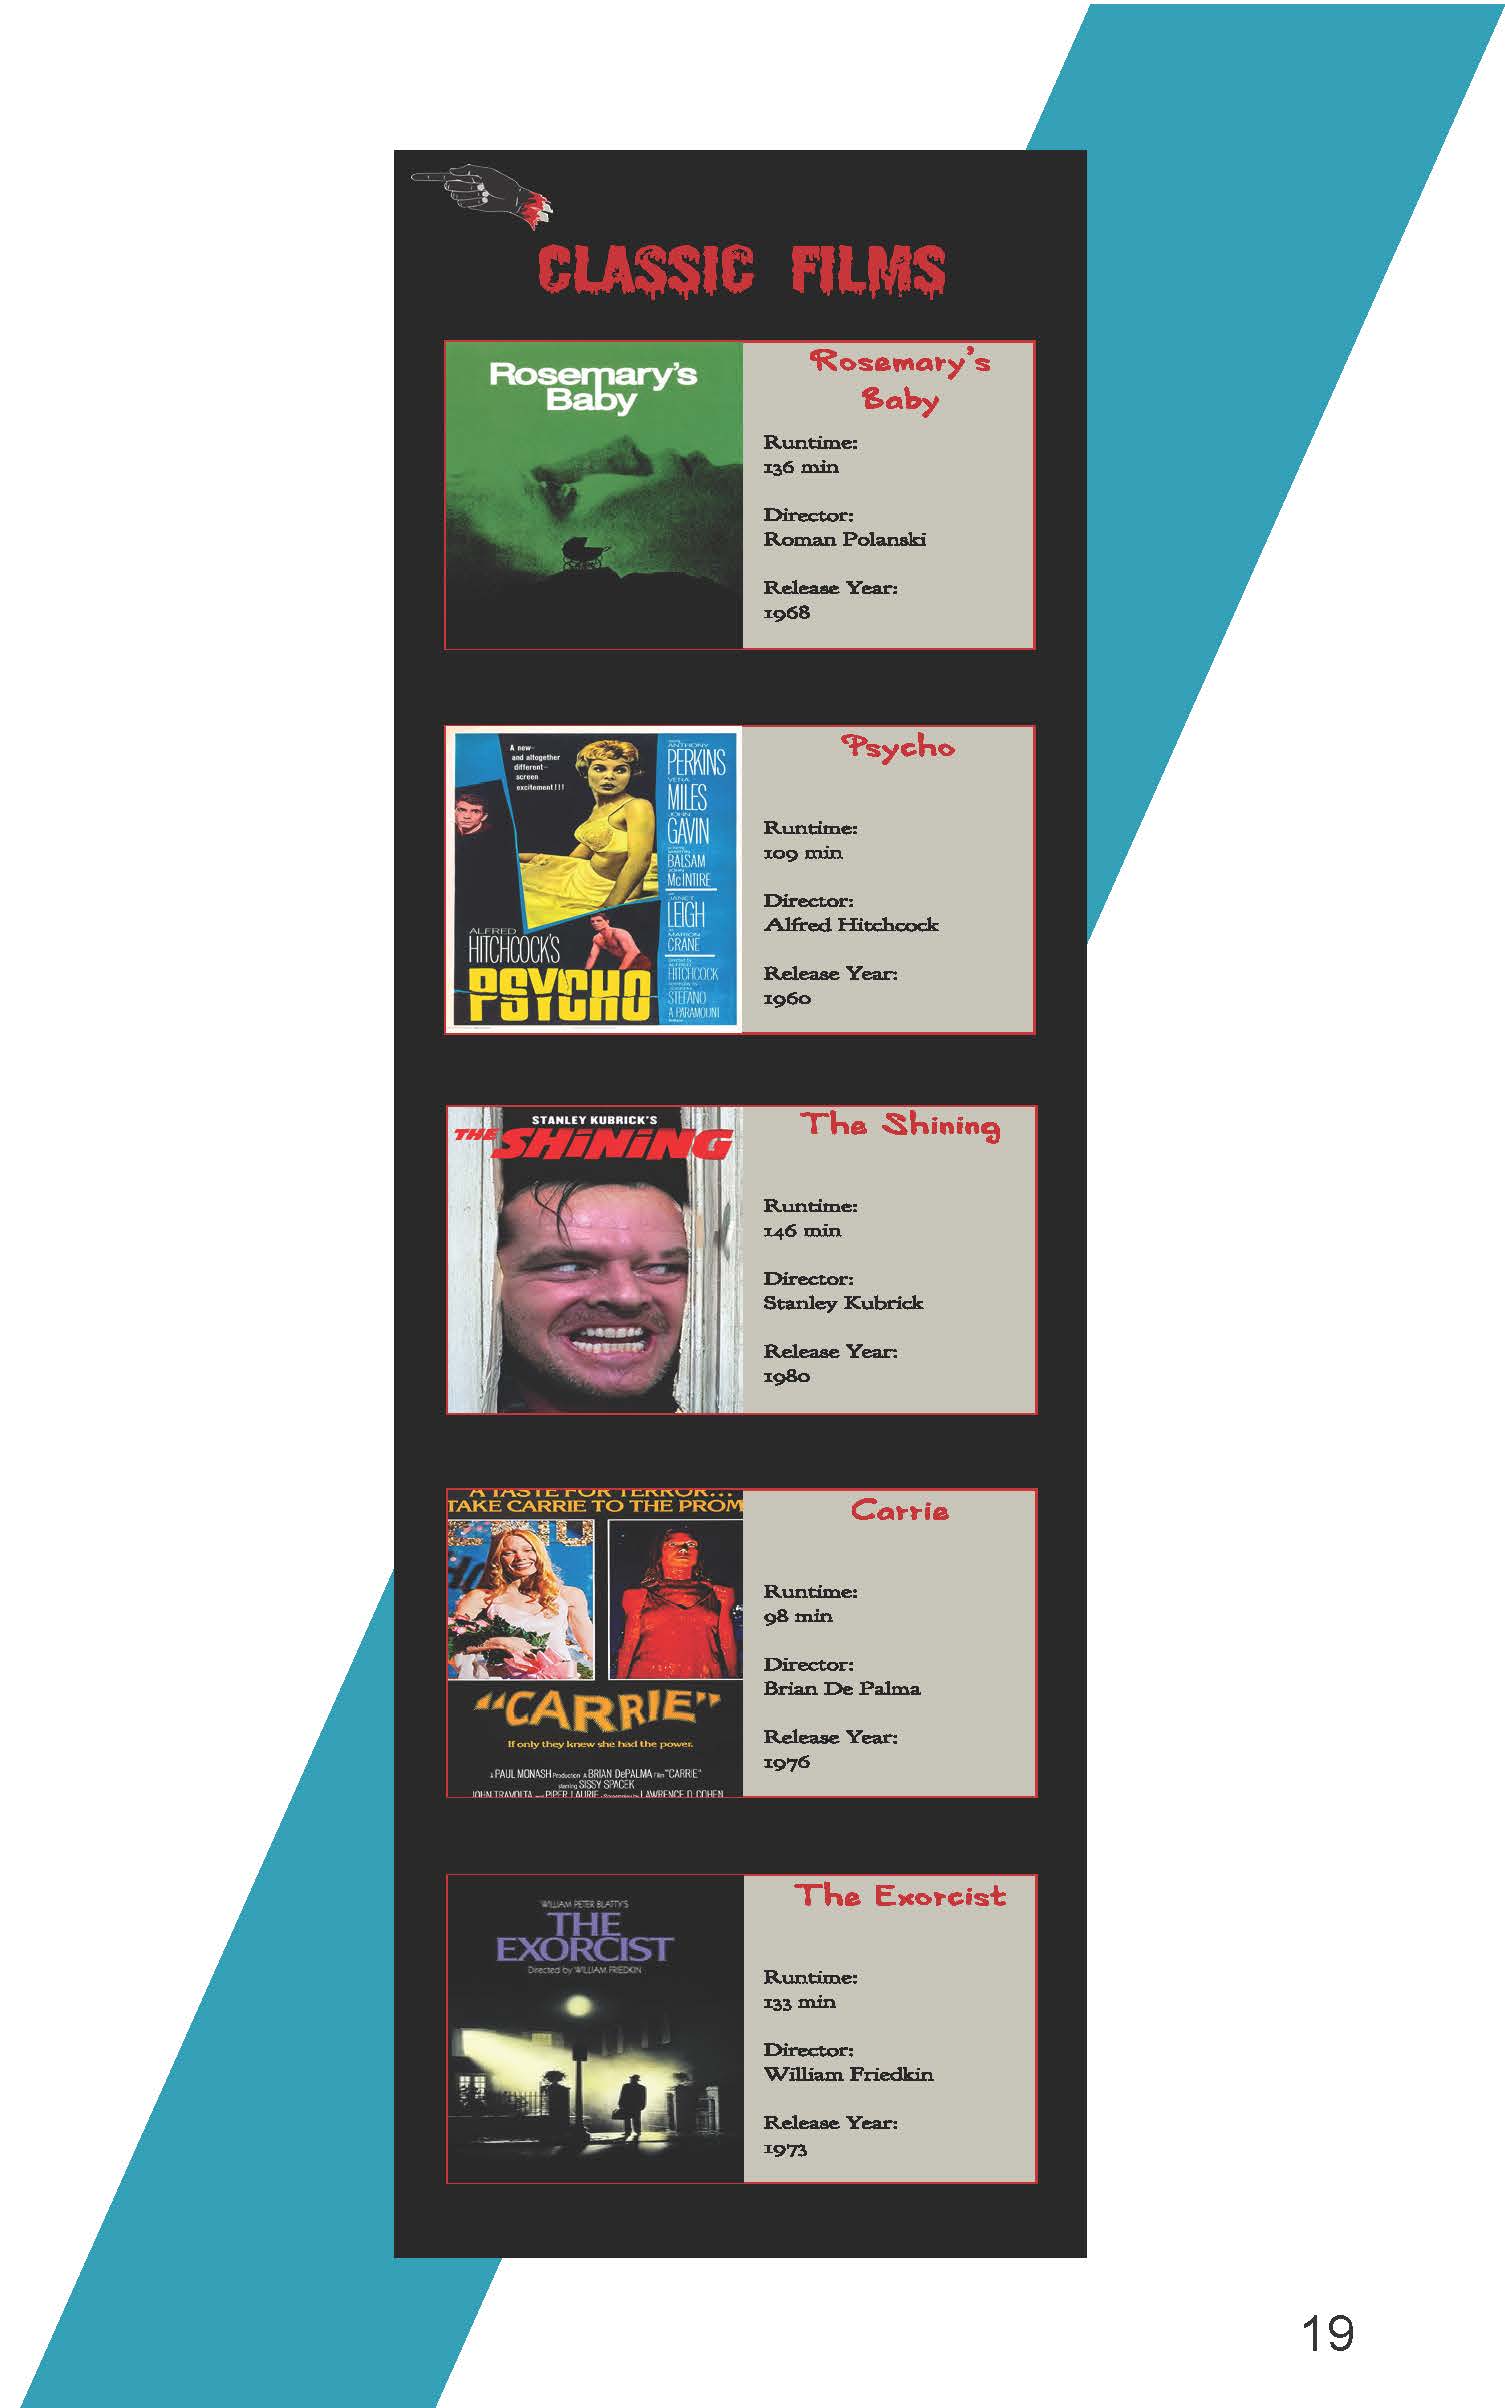 CLASSIC FILMS
Rosemary's
Baby
Rosemary's
Baby
Runtime:
136 min
Director:
Roman Polanski
Release Year:
1968
A new-
and altogether
different-
screen
excitement!!!
ANTHONY
PERKINS
VERA
MILES
JOHN
GAVIN
MARTIN
BALSAM
JOHN
McINTIRE
JANET
LEIGH
MARION
CRANE
HITCHCOCK
STEFANO
A PARAMOUNT
ALFRED
HITCHCOCK'S
PSYCHO
Psycho
Runtime:
109 min
Director:
Alfred Hitchcock
Release Year:
1960
STANLEY KUBRICK'S
THE SHiNiNG
The Shining
Runtime:
146 min
Director:
Stanley Kubrick
Release Year:
1980
A TASTE FOR TERROR...
TAKE CARRIE TO THE PROM
"CARRIE"
If only they knew she had the power.
A PAUL MONASH Production A BRIAN DePALMA Film "CARRIE"
starring SISSY SPACEK
JOHN TRAVOLTA and PIPER LAURIE Screenplay by LAWRENCE D. COHEN
Carrie
Runtime:
98 min
Director:
Brian De Palma
Release Year:
1976
WILLIAM PETER BLATTY'S
THE
EXORCIST
Directed by WILLIAM FRIEDKIN
The Exorcist
Runtime:
133 min
Director:
William Friedkin
Release Year:
1973
19